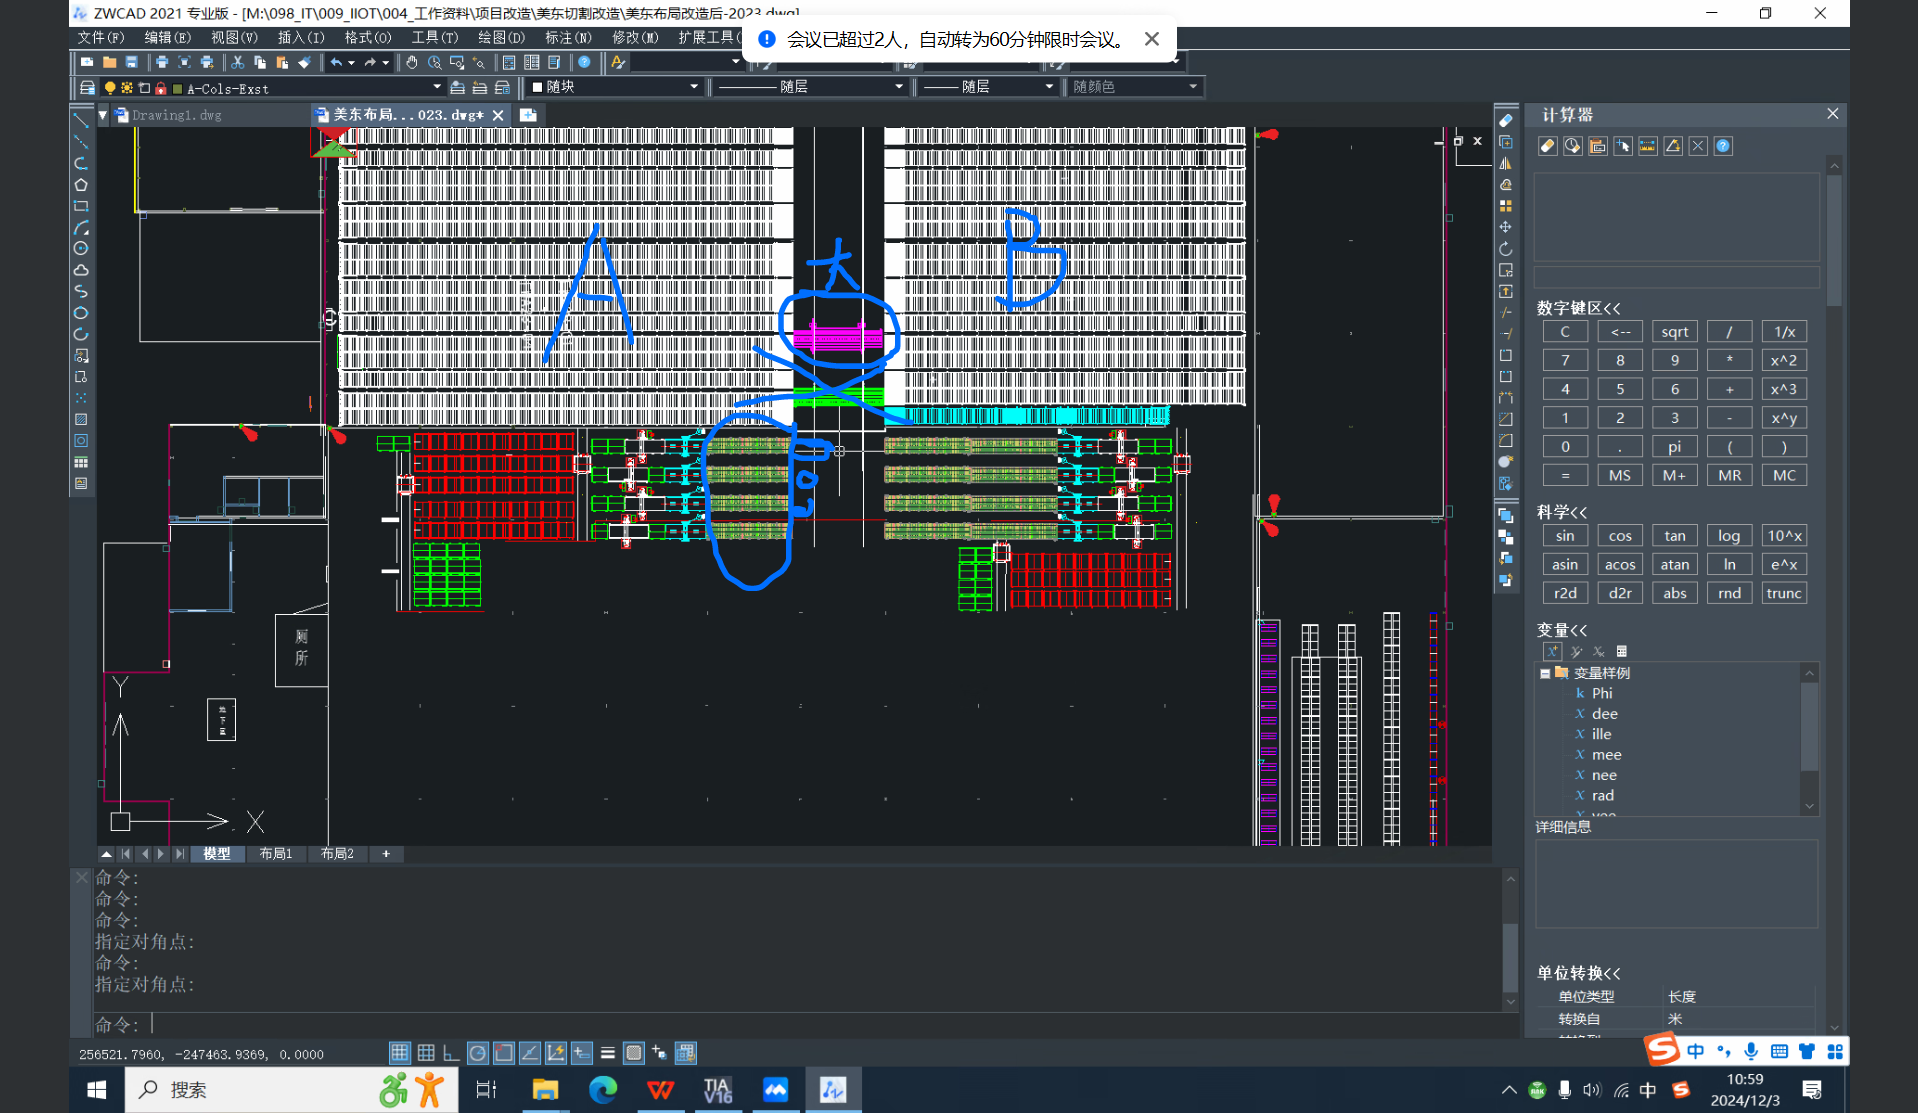 ZWCAD 2021 专业版 - [M:\098_IT\009_IIOT\004_工作资料\项目改造\美东切割改造\美东布局改造后-2023.dwg]
文件(F) 编辑(E) 视图(V) 插入(I) 格式(O) 工具(T) 绘图(D) 标注(N) 修改(M) 扩展工具(
会议已超过2人，自动转为60分钟限时会议。
A-Cols-Exst
随块 随层 随层 随颜色
Drawing1.dwg 美东布局...023.dwg*
计算器
A
大
B
厕所
Y
X
数字键区<<
C <-- sqrt / 1/x
7 8 9 * x^2
4 5 6 + x^3
1 2 3 - x^y
0 . pi ( )
= MS M+ MR MC
科学<<
sin cos tan log 10^x
asin acos atan ln e^x
r2d d2r abs rnd trunc
变量<<
变量样例
k Phi
x dee
x ille
x mee
x nee
x rad
详细信息
单位转换<<
单位类型 长度
转换自 米
模型 布局1 布局2 +
命令:
命令:
命令:
指定对角点:
命令:
指定对角点:
命令:
256521.7960, -247463.9369, 0.0000
中
搜索
TIA
V16
中
10:59
2024/12/3